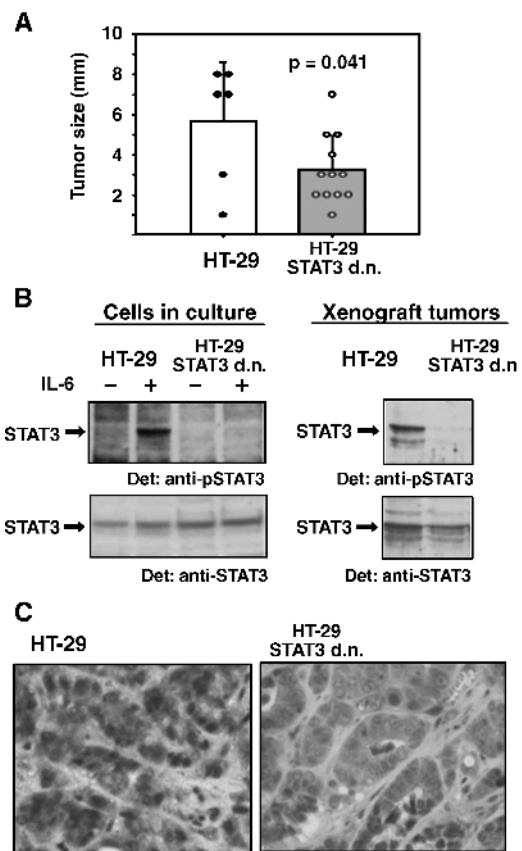 A
Tumor size (mm)
10
8
6
4
2
p = 0.041
HT-29
HT-29
STAT3 d.n.
B
Cells in culture
Xenograft tumors
HT-29
HT-29
STAT3 d.n.
HT-29
HT-29
STAT3 d.n
IL-6 – + – +
STAT3
STAT3
Det: anti-pSTAT3
Det: anti-pSTAT3
STAT3
STAT3
Det: anti-STAT3
Det: anti-STAT3
C
HT-29
HT-29
STAT3 d.n.